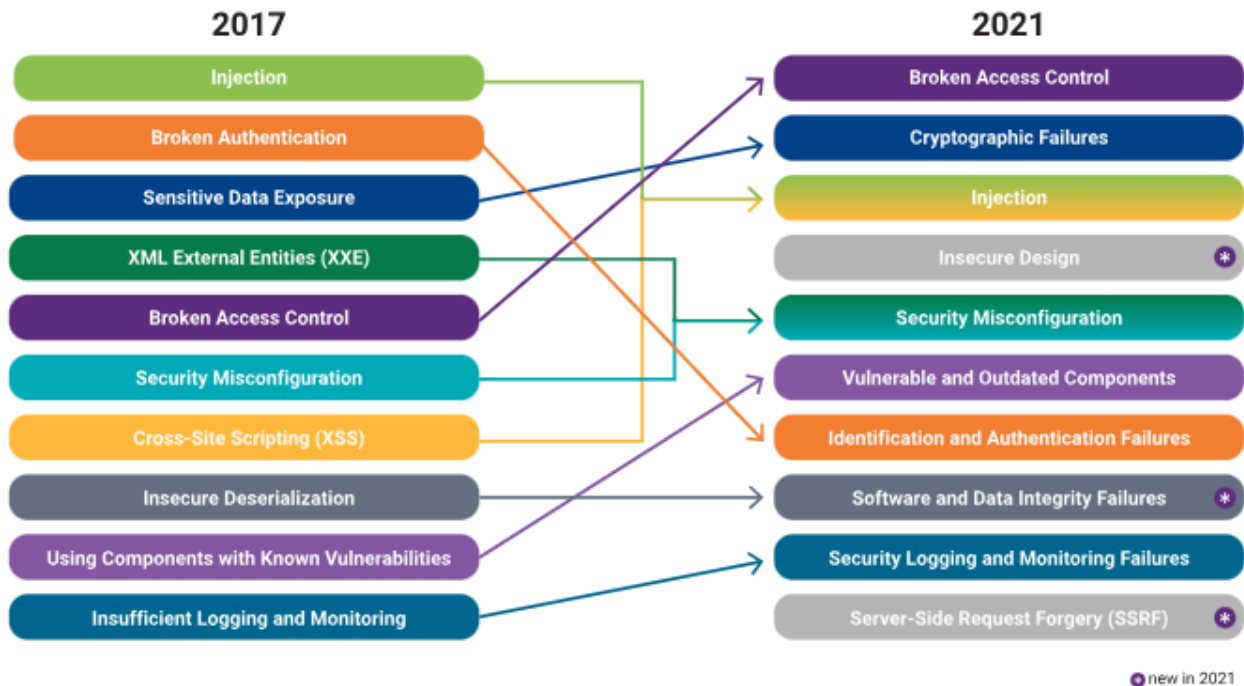 2017
2021
Injection
Broken Access Control
Broken Authentication
Cryptographic Failures
Sensitive Data Exposure
Injection
XML External Entities (XXE)
Insecure Design *
Broken Access Control
Security Misconfiguration
Security Misconfiguration
Vulnerable and Outdated Components
Cross-Site Scripting (XSS)
Identification and Authentication Failures
Insecure Deserialization
Software and Data Integrity Failures *
Using Components with Known Vulnerabilities
Security Logging and Monitoring Failures
Insufficient Logging and Monitoring
Server-Side Request Forgery (SSRF) *
* new in 2021